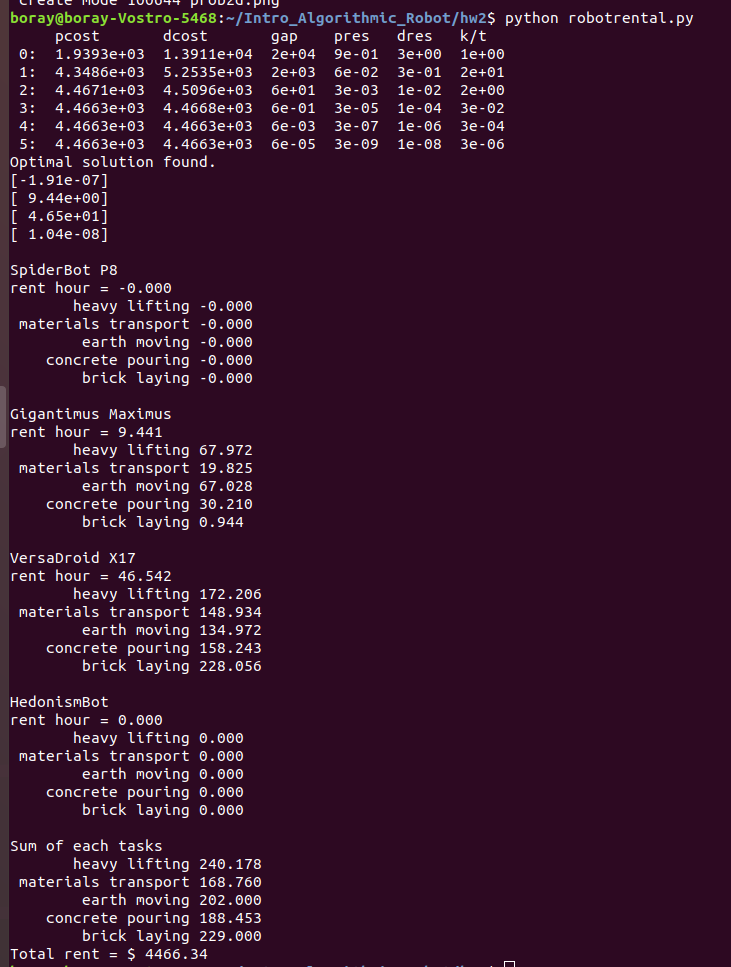 create mode 100644 prob2d.png
boray@boray-Vostro-5468:~/Intro_Algorithmic_Robot/hw2$ python robotrental.py
     pcost       dcost       gap    pres   dres   k/t
 0:  1.9393e+03  1.3911e+04  2e+04  9e-01  3e+00  1e+00
 1:  4.3486e+03  5.2535e+03  2e+03  6e-02  3e-01  2e+01
 2:  4.4671e+03  4.5096e+03  6e+01  3e-03  1e-02  2e+00
 3:  4.4663e+03  4.4668e+03  6e-01  3e-05  1e-04  3e-02
 4:  4.4663e+03  4.4663e+03  6e-03  3e-07  1e-06  3e-04
 5:  4.4663e+03  4.4663e+03  6e-05  3e-09  1e-08  3e-06
Optimal solution found.
[-1.91e-07]
[ 9.44e+00]
[ 4.65e+01]
[ 1.04e-08]

SpiderBot P8
rent hour = -0.000
       heavy lifting -0.000
 materials transport -0.000
        earth moving -0.000
    concrete pouring -0.000
        brick laying -0.000

Gigantimus Maximus
rent hour = 9.441
       heavy lifting 67.972
 materials transport 19.825
        earth moving 67.028
    concrete pouring 30.210
        brick laying 0.944

VersaDroid X17
rent hour = 46.542
       heavy lifting 172.206
 materials transport 148.934
        earth moving 134.972
    concrete pouring 158.243
        brick laying 228.056

HedonismBot
rent hour = 0.000
       heavy lifting 0.000
 materials transport 0.000
        earth moving 0.000
    concrete pouring 0.000
        brick laying 0.000

Sum of each tasks
       heavy lifting 240.178
 materials transport 168.760
        earth moving 202.000
    concrete pouring 188.453
        brick laying 229.000
Total rent = $ 4466.34